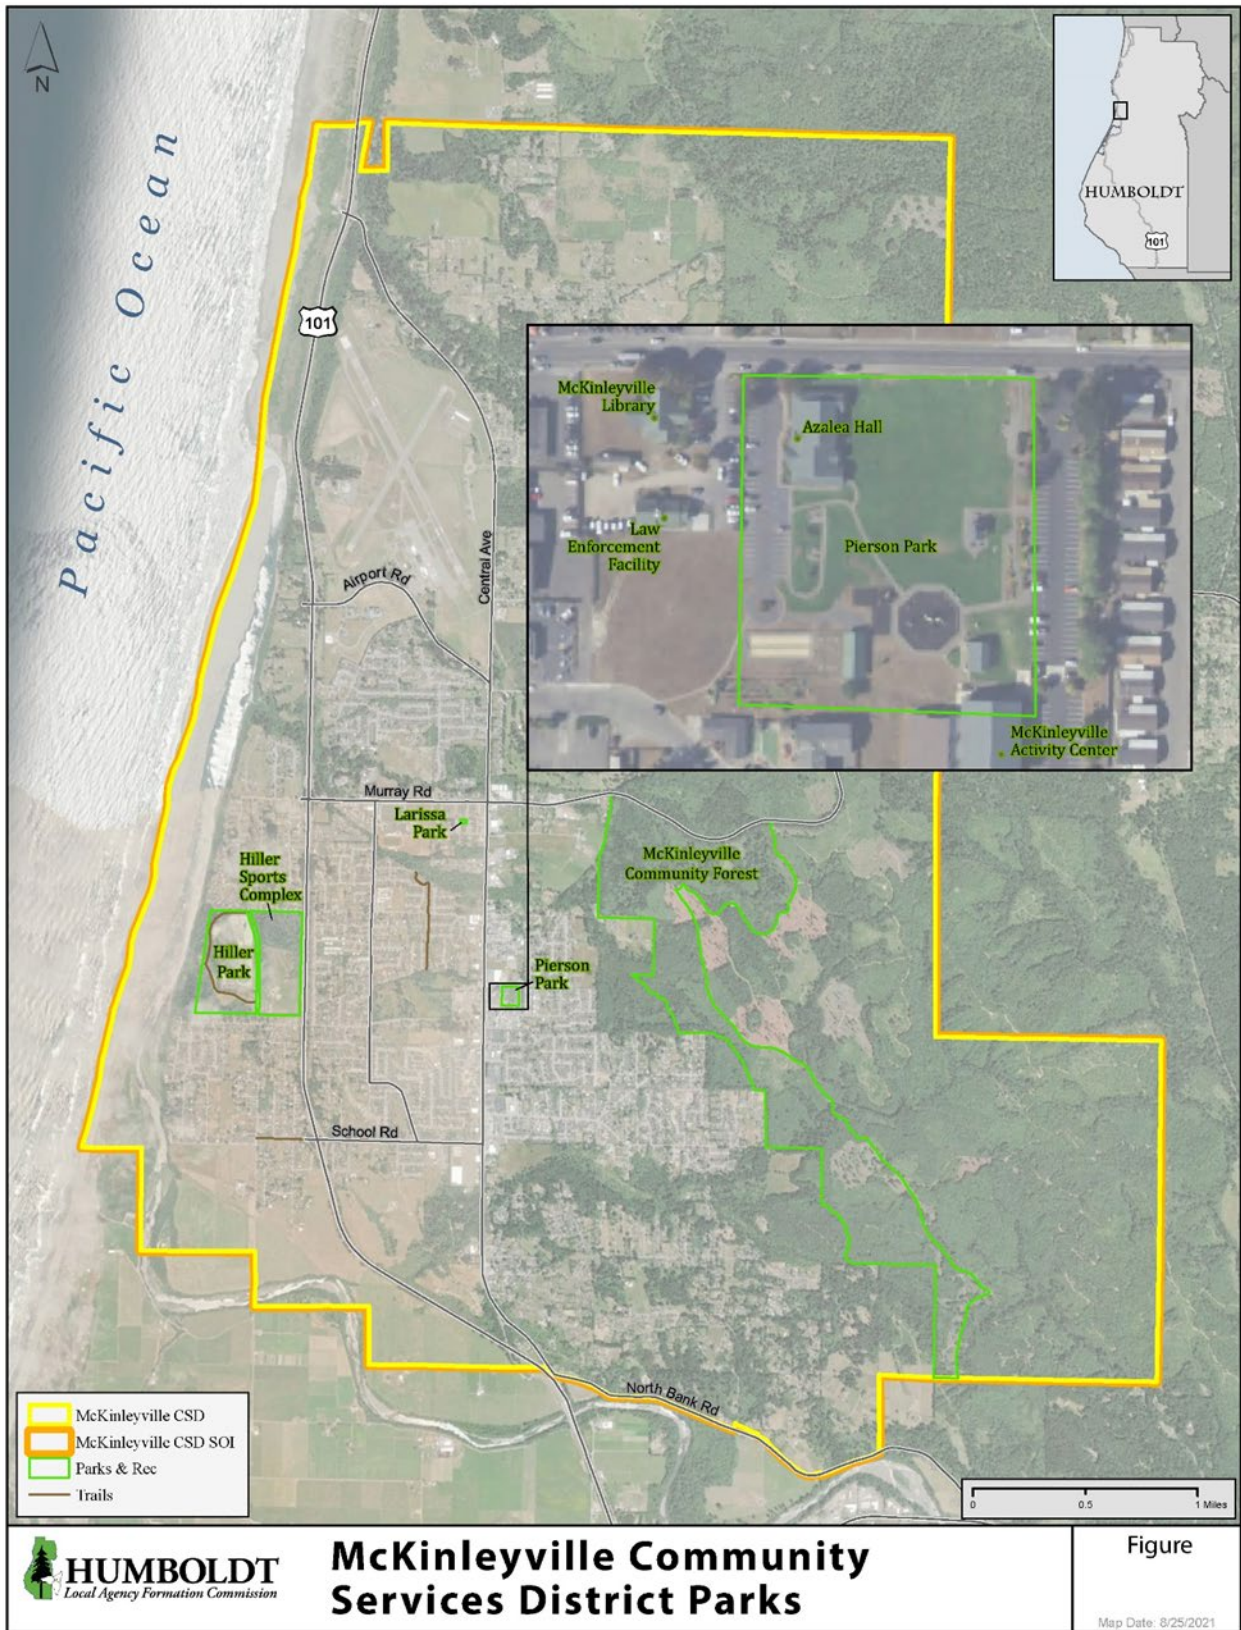 N
Pacific Ocean
HUMBOLDT
101
101
McKinleyville
Library
Azalea Hall
Law
Enforcement
Facility
Pierson Park
McKinleyville
Activity Center
Airport Rd
Central Ave
Murray Rd
Larissa
Park
McKinleyville
Community Forest
Hiller
Sports
Complex
Hiller
Park
Pierson
Park
School Rd
North Bank Rd
McKinleyville CSD
McKinleyville CSD SOI
Parks & Rec
Trails
0 0.5 1 Miles
HUMBOLDT
Local Agency Formation Commission
McKinleyville Community
Services District Parks
Figure
Map Date: 8/25/2021